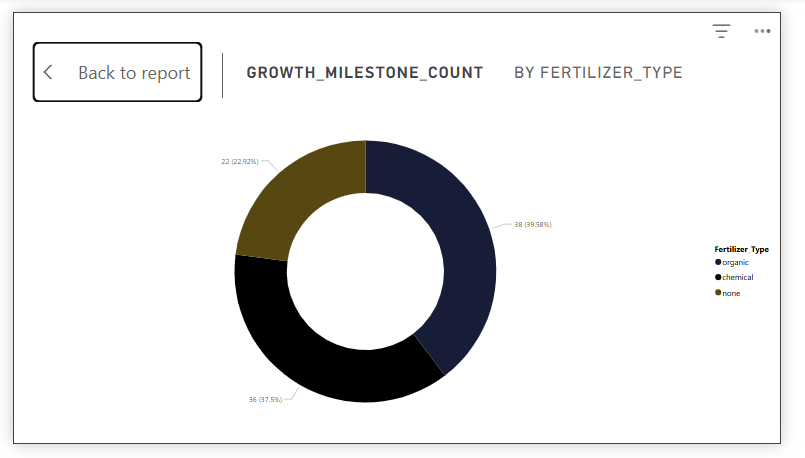 Back to report
GROWTH_MILESTONE_COUNT BY FERTILIZER_TYPE
22 (22.92%)
38 (39.58%)
Fertilizer_Type
organic
chemical
none
36 (37.5%)